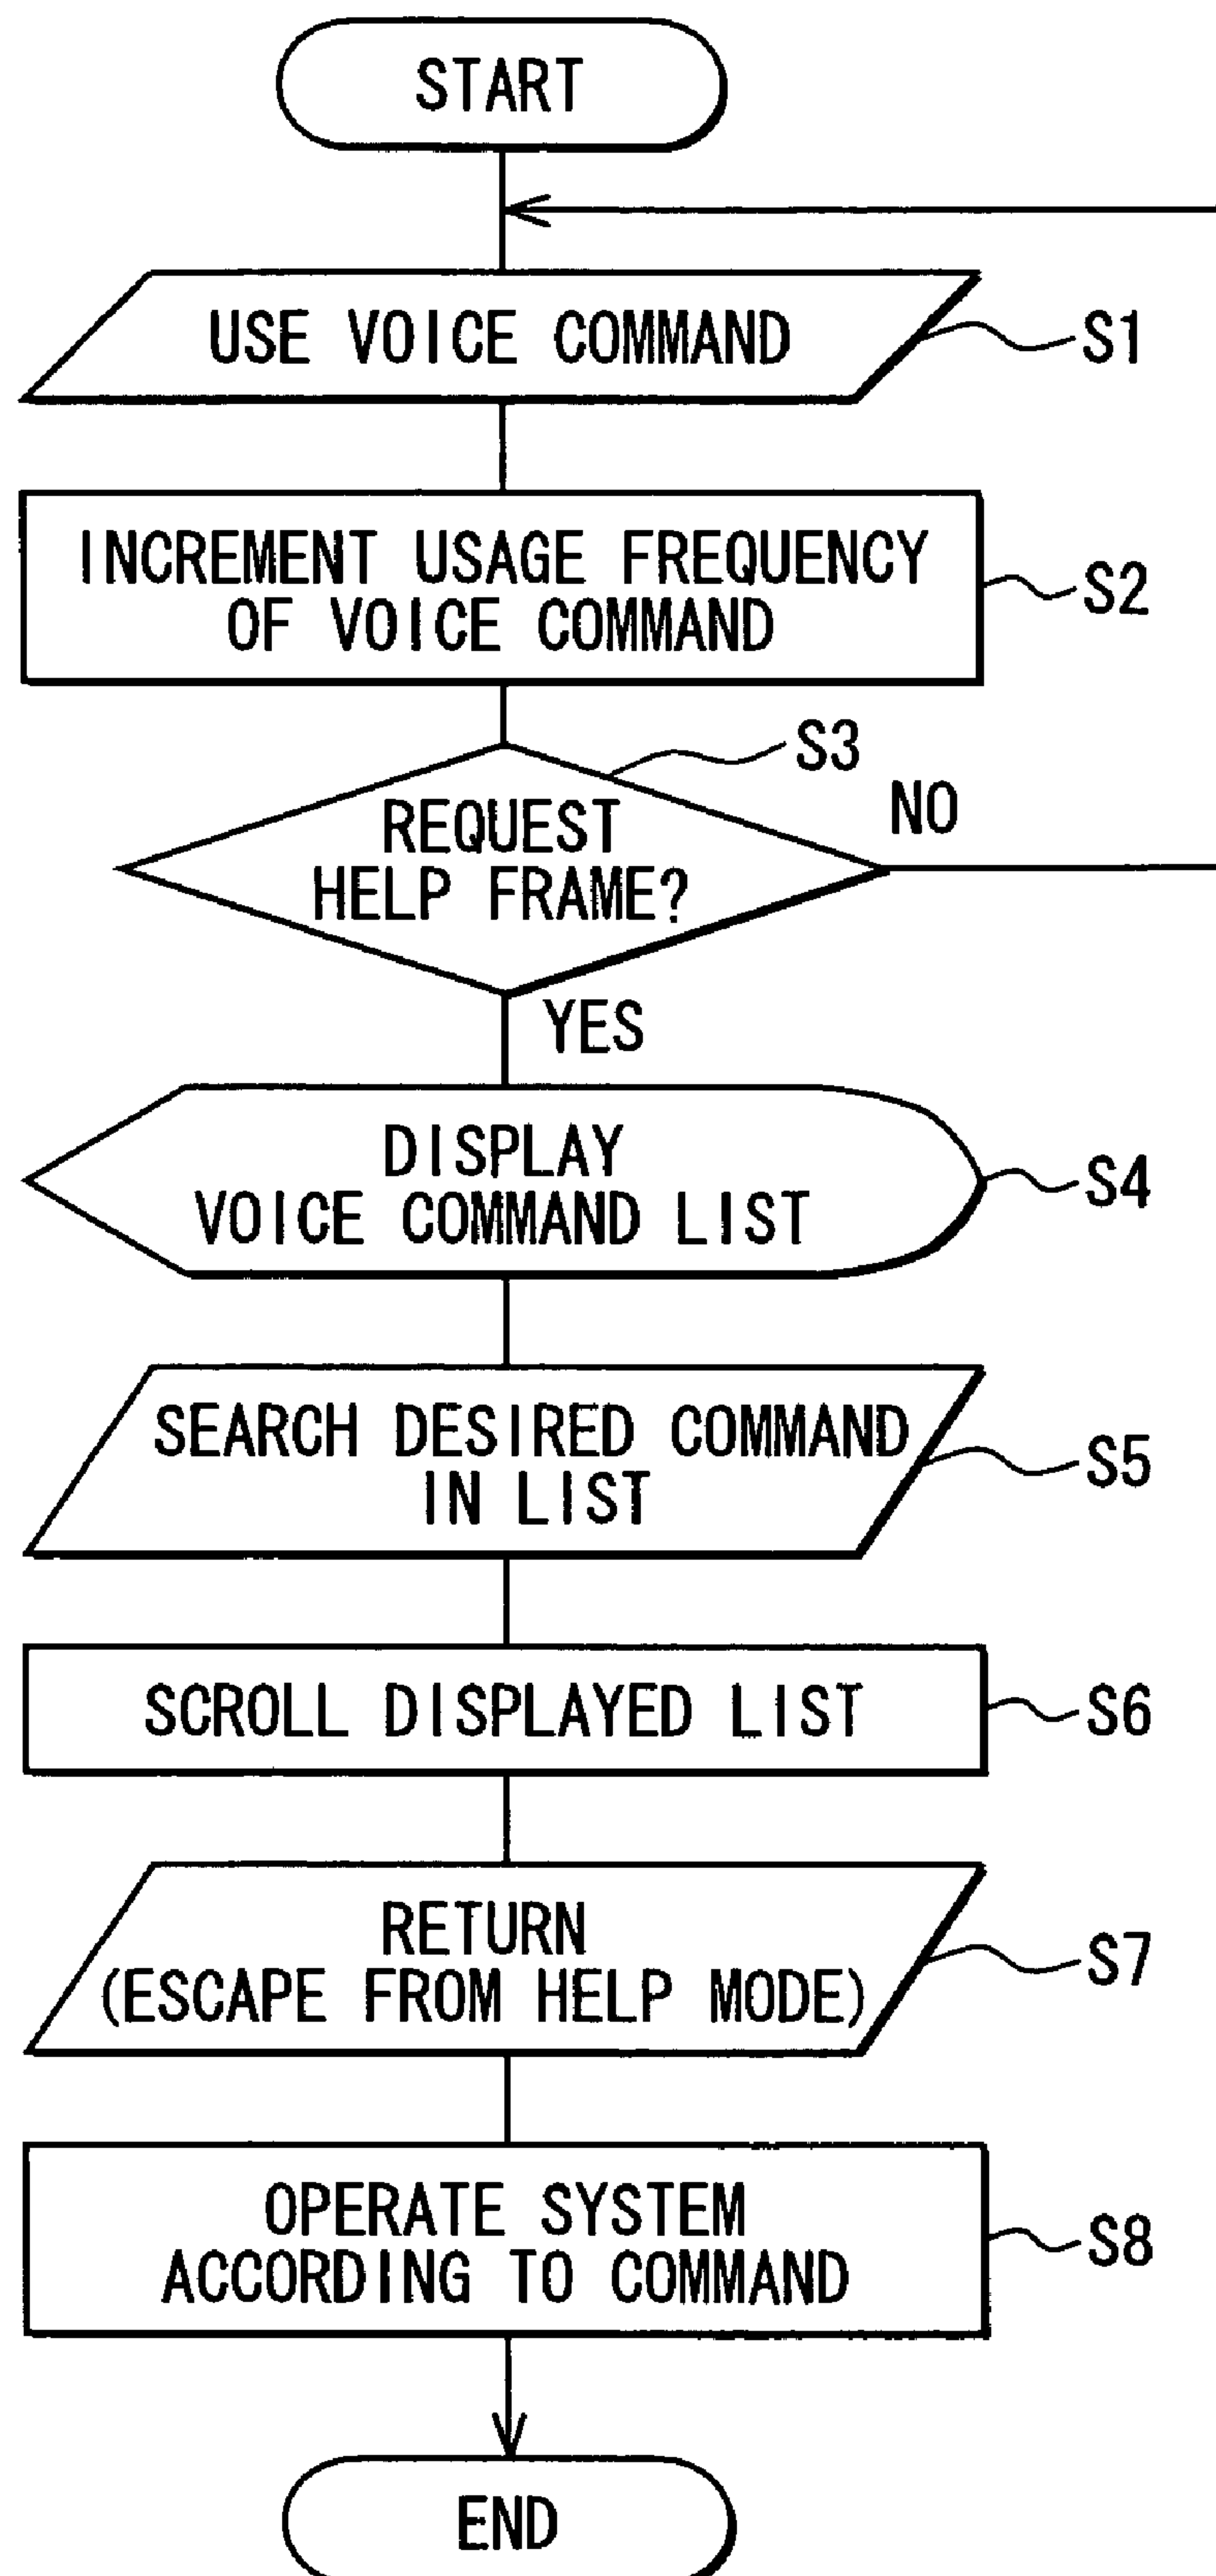 START
USE VOICE COMMAND
S1
INCREMENT USAGE FREQUENCY
OF VOICE COMMAND
S2
S3
REQUEST
HELP FRAME?
NO
YES
DISPLAY
VOICE COMMAND LIST
S4
SEARCH DESIRED COMMAND
IN LIST
S5
SCROLL DISPLAYED LIST
S6
RETURN
(ESCAPE FROM HELP MODE)
S7
OPERATE SYSTEM
ACCORDING TO COMMAND
S8
END